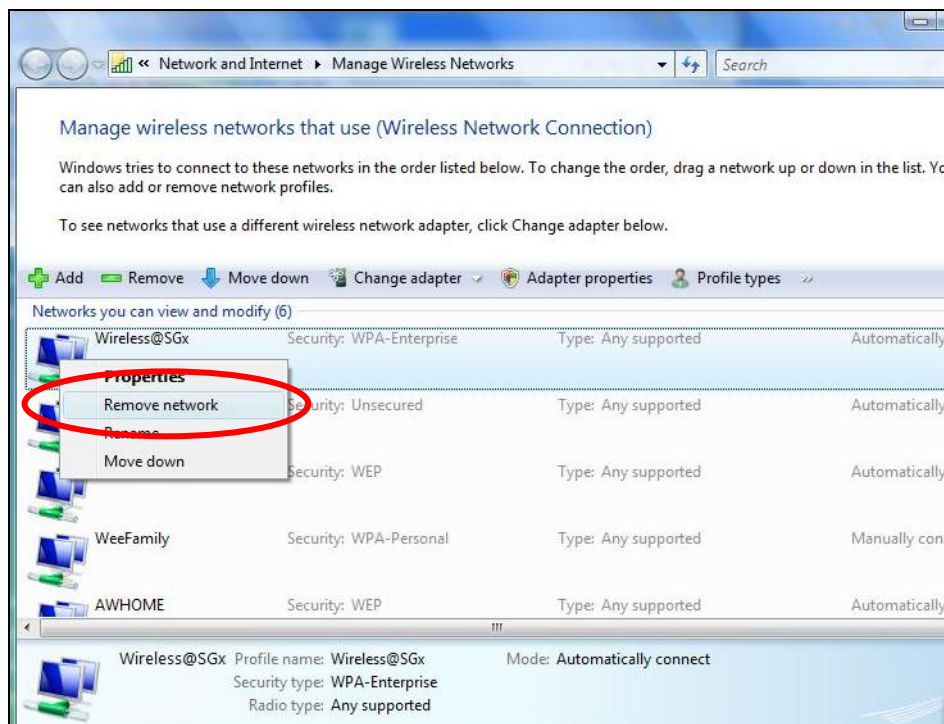 « Network and Internet ▸ Manage Wireless Networks Search
Manage wireless networks that use (Wireless Network Connection)
Windows tries to connect to these networks in the order listed below. To change the order, drag a network up or down in the list. Yo
can also add or remove network profiles.
To see networks that use a different wireless network adapter, click Change adapter below.
Add Remove Move down Change adapter Adapter properties Profile types »
Networks you can view and modify (6)
Wireless@SGx Security: WPA-Enterprise Type: Any supported Automatically
Properties
Remove network Security: Unsecured Type: Any supported Automatically
Rename
Move down Security: WEP Type: Any supported Automatically
WeeFamily Security: WPA-Personal Type: Any supported Manually con
AWHOME Security: WEP Type: Any supported Automatically
Wireless@SGx Profile name: Wireless@SGx Mode: Automatically connect
Security type: WPA-Enterprise
Radio type: Any supported